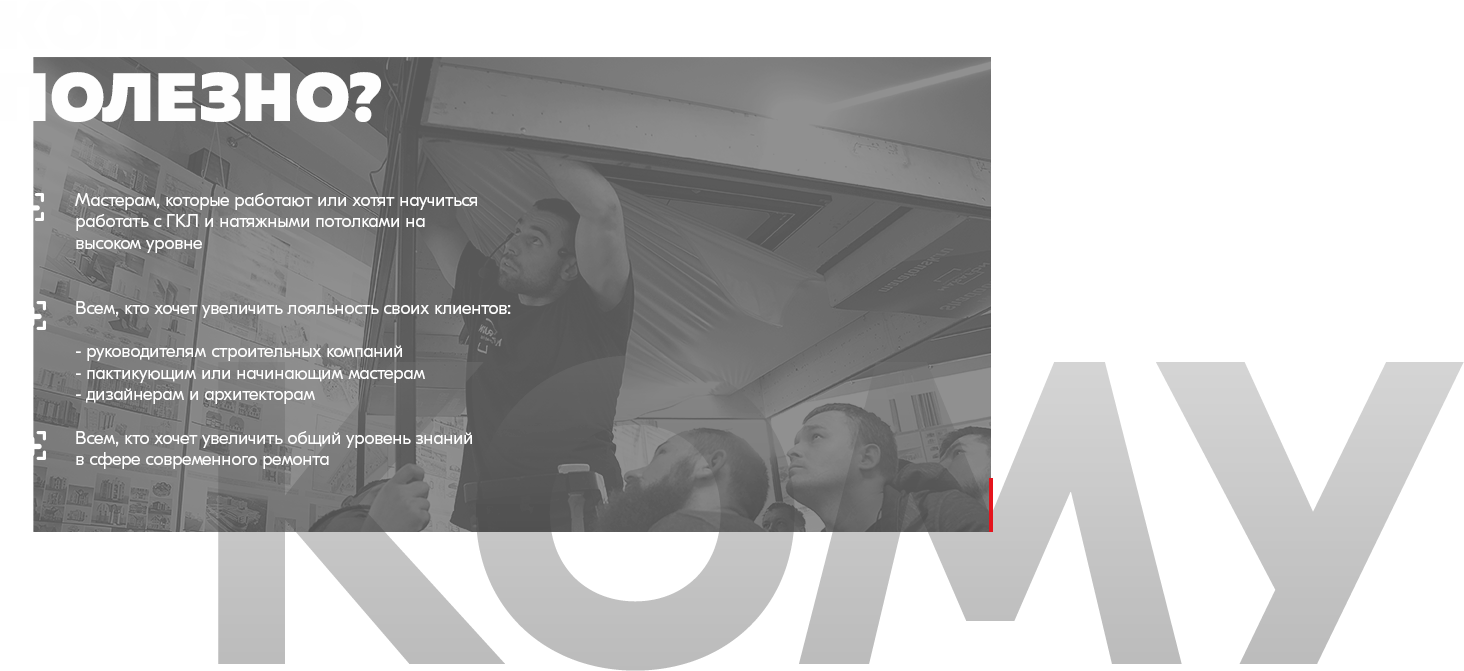 ПОЛЕЗНО?
Мастерам, которые работают или хотят научиться
работать с ГКЛ и натяжными потолками на
высоком уровне
Всем, кто хочет увеличить лояльность своих клиентов:
- руководителям строительных компаний
- пактикующим или начинающим мастерам
- дизайнерам и архитекторам
Всем, кто хочет увеличить общий уровень знаний
в сфере современного ремонта
КОМУ